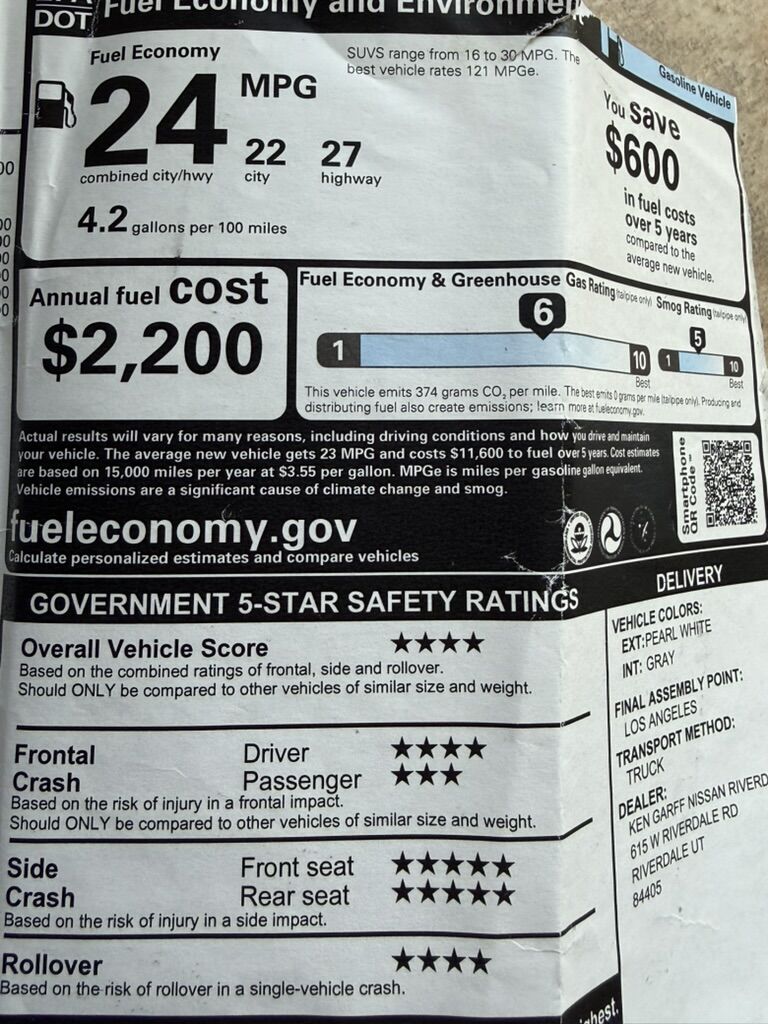 DOT Fuel Economy and Environment
Gasoline Vehicle
Fuel Economy
SUVS range from 16 to 30 MPG. The
best vehicle rates 121 MPGe.
24 MPG
22 27
combined city/hwy city highway
4.2 gallons per 100 miles
You save
$600
in fuel costs
over 5 years
compared to the
average new vehicle.
Annual fuel cost
$2,200
Fuel Economy & Greenhouse Gas Rating (tailpipe only) Smog Rating (tailpipe only)
6 5
1 10 1 10
Best Best
This vehicle emits 374 grams CO₂ per mile. The best emits 0 grams per mile (tailpipe only). Producing and
distributing fuel also create emissions; learn more at fueleconomy.gov.
Actual results will vary for many reasons, including driving conditions and how you drive and maintain
your vehicle. The average new vehicle gets 23 MPG and costs $11,600 to fuel over 5 years. Cost estimates
are based on 15,000 miles per year at $3.55 per gallon. MPGe is miles per gasoline gallon equivalent.
Vehicle emissions are a significant cause of climate change and smog.
fueleconomy.gov
Calculate personalized estimates and compare vehicles
Smartphone
QR Code™
GOVERNMENT 5-STAR SAFETY RATINGS
Overall Vehicle Score ★★★★
Based on the combined ratings of frontal, side and rollover.
Should ONLY be compared to other vehicles of similar size and weight.
Frontal Driver ★★★★
Crash Passenger ★★★
Based on the risk of injury in a frontal impact.
Should ONLY be compared to other vehicles of similar size and weight.
Side Front seat ★★★★★
Crash Rear seat ★★★★★
Based on the risk of injury in a side impact.
Rollover ★★★★
Based on the risk of rollover in a single-vehicle crash.
DELIVERY
VEHICLE COLORS:
EXT:PEARL WHITE
INT: GRAY
FINAL ASSEMBLY POINT:
LOS ANGELES
TRANSPORT METHOD:
TRUCK
DEALER:
KEN GARFF NISSAN RIVERD
615 W RIVERDALE RD
RIVERDALE UT
84405